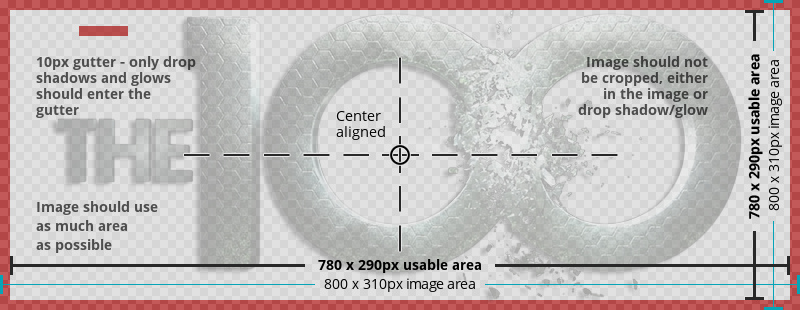 10px gutter - only drop
shadows and glows
should enter the
gutter
Image should not
be cropped, either
in the image or
drop shadow/glow
Center
aligned
THE
100
Image should use
as much area
as possible
780 x 290px usable area
800 x 310px image area
780 x 290px usable area
800 x 310px image area